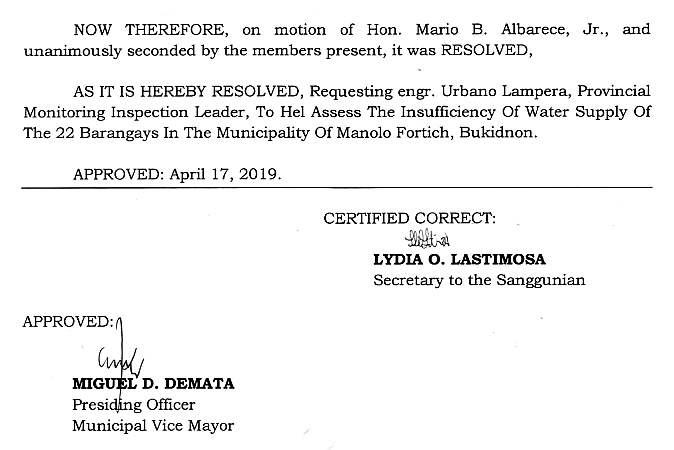 NOW THEREFORE, on motion of Hon. Mario B. Albarece, Jr., and
unanimously seconded by the members present, it was RESOLVED,
AS IT IS HEREBY RESOLVED, Requesting engr. Urbano Lampera, Provincial
Monitoring Inspection Leader, To Hel Assess The Insufficiency Of Water Supply Of
The 22 Barangays In The Municipality Of Manolo Fortich, Bukidnon.
APPROVED: April 17, 2019.
CERTIFIED CORRECT:
LYDIA O. LASTIMOSA
Secretary to the Sanggunian
APPROVED:
MIGUEL D. DEMATA
Presiding Officer
Municipal Vice Mayor